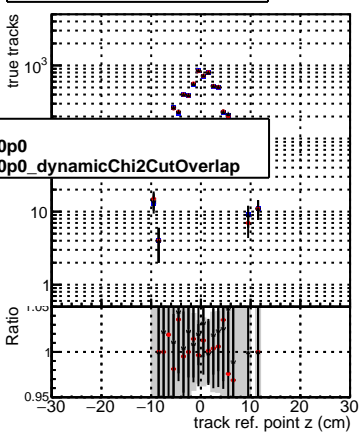 true tracks
10³
0p0
0p0_dynamicChi2CutOverlap
10
1
1.05
Ratio
1
0.95
−30 −20 −10 0 10 20 30
track ref. point z (cm)